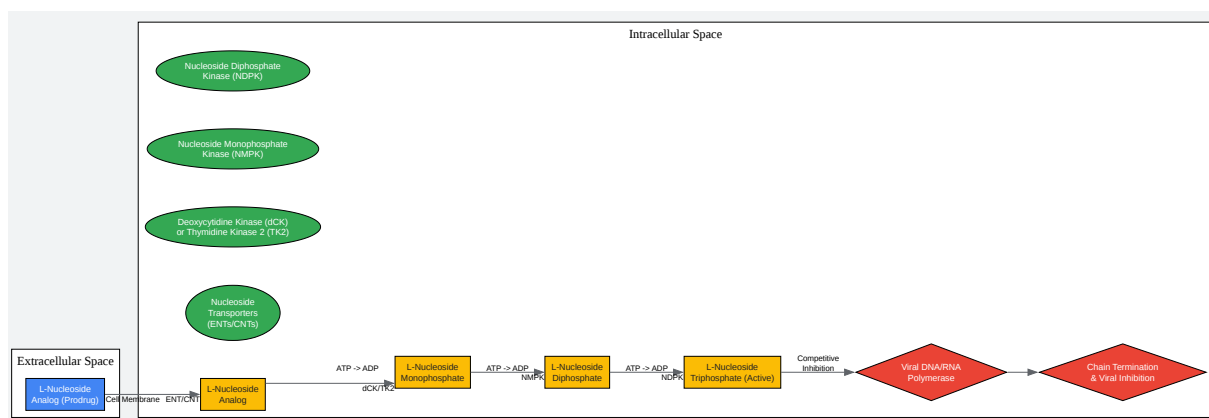 Intracellular Space
Nucleoside Diphosphate
Kinase (NDPK)
Nucleoside Monophosphate
Kinase (NMPK)
Deoxycytidine Kinase (dCK)
or Thymidine Kinase 2 (TK2)
Nucleoside
Transporters
(ENTs/CNTs)
Extracellular Space
L-Nucleoside
Analog (Prodrug)
Cell Membrane
ENT/CNT
L-Nucleoside
Analog
ATP -> ADP
dCK/TK2
L-Nucleoside
Monophosphate
ATP -> ADP
NMPK
L-Nucleoside
Diphosphate
ATP -> ADP
NDPK
L-Nucleoside
Triphosphate (Active)
Competitive
Inhibition
Viral DNA/RNA
Polymerase
Chain Termination
& Viral Inhibition